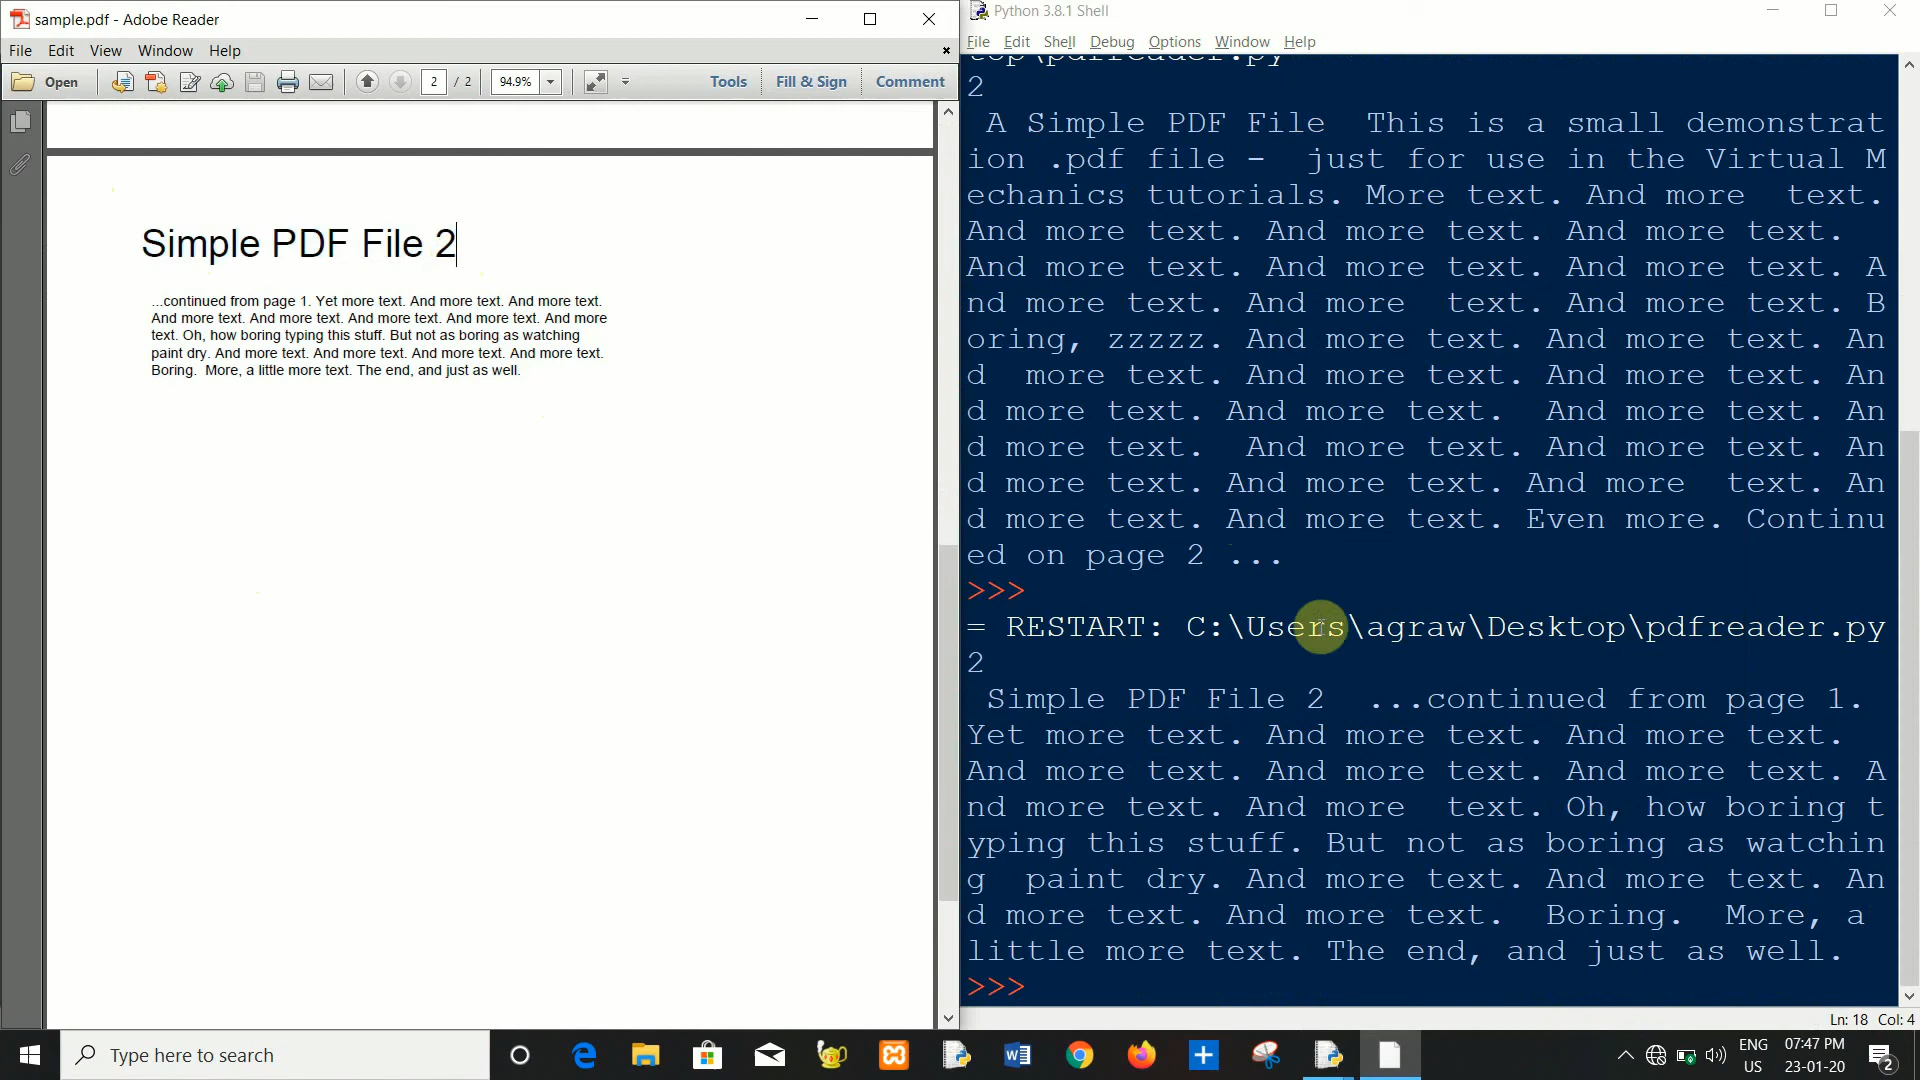 sample.pdf - Adobe Reader
File Edit View Window Help
Open 2 / 2 94.9% Tools Fill & Sign Comment
Simple PDF File 2
...continued from page 1. Yet more text. And more text. And more text.
And more text. And more text. And more text. And more text. And more
text. Oh, how boring typing this stuff. But not as boring as watching
paint dry. And more text. And more text. And more text. And more text.
Boring.  More, a little more text. The end, and just as well.
Python 3.8.1 Shell
File Edit Shell Debug Options Window Help
top\pdfreader.py
2
A Simple PDF File  This is a small demonstrat
ion .pdf file -  just for use in the Virtual M
echanics tutorials. More text. And more  text.
And more text. And more text. And more text.
And more text. And more text. And more text. A
nd more text. And more  text. And more text. B
oring, zzzzz. And more text. And more text. An
d  more text. And more text. And more text. An
d more text. And more text.  And more text. An
d more text.  And more text. And more text. An
d more text. And more text. And more  text. An
d more text. And more text. Even more. Continu
ed on page 2 ...
>>>
= RESTART: C:\Users\agraw\Desktop\pdfreader.py
2
Simple PDF File 2  ...continued from page 1.
Yet more text. And more text. And more text.
And more text. And more text. And more text. A
nd more text. And more  text. Oh, how boring t
yping this stuff. But not as boring as watchin
g  paint dry. And more text. And more text. An
d more text. And more text.  Boring.  More, a
little more text. The end, and just as well.
>>>
Ln: 18 Col: 4
Type here to search
ENG
US
07:47 PM
23-01-20
2